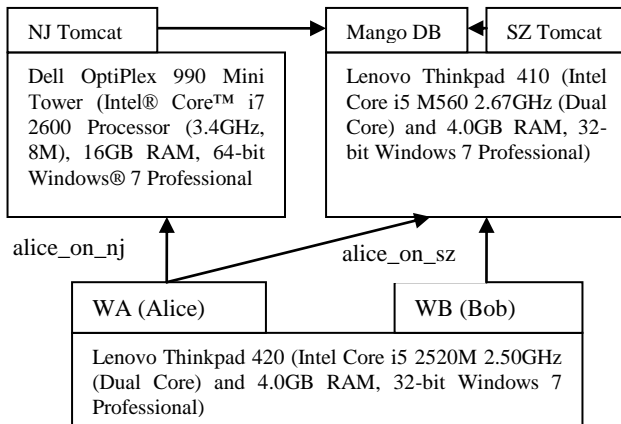 NJ Tomcat
Mango DB
SZ Tomcat
Dell OptiPlex 990 Mini
Tower (Intel® Core™ i7
2600 Processor (3.4GHz,
8M), 16GB RAM, 64-bit
Windows® 7 Professional
Lenovo Thinkpad 410 (Intel
Core i5 M560 2.67GHz (Dual
Core) and 4.0GB RAM, 32-
bit Windows 7 Professional)
alice_on_nj
alice_on_sz
WA (Alice)
WB (Bob)
Lenovo Thinkpad 420 (Intel Core i5 2520M 2.50GHz
(Dual Core) and 4.0GB RAM, 32-bit Windows 7
Professional)